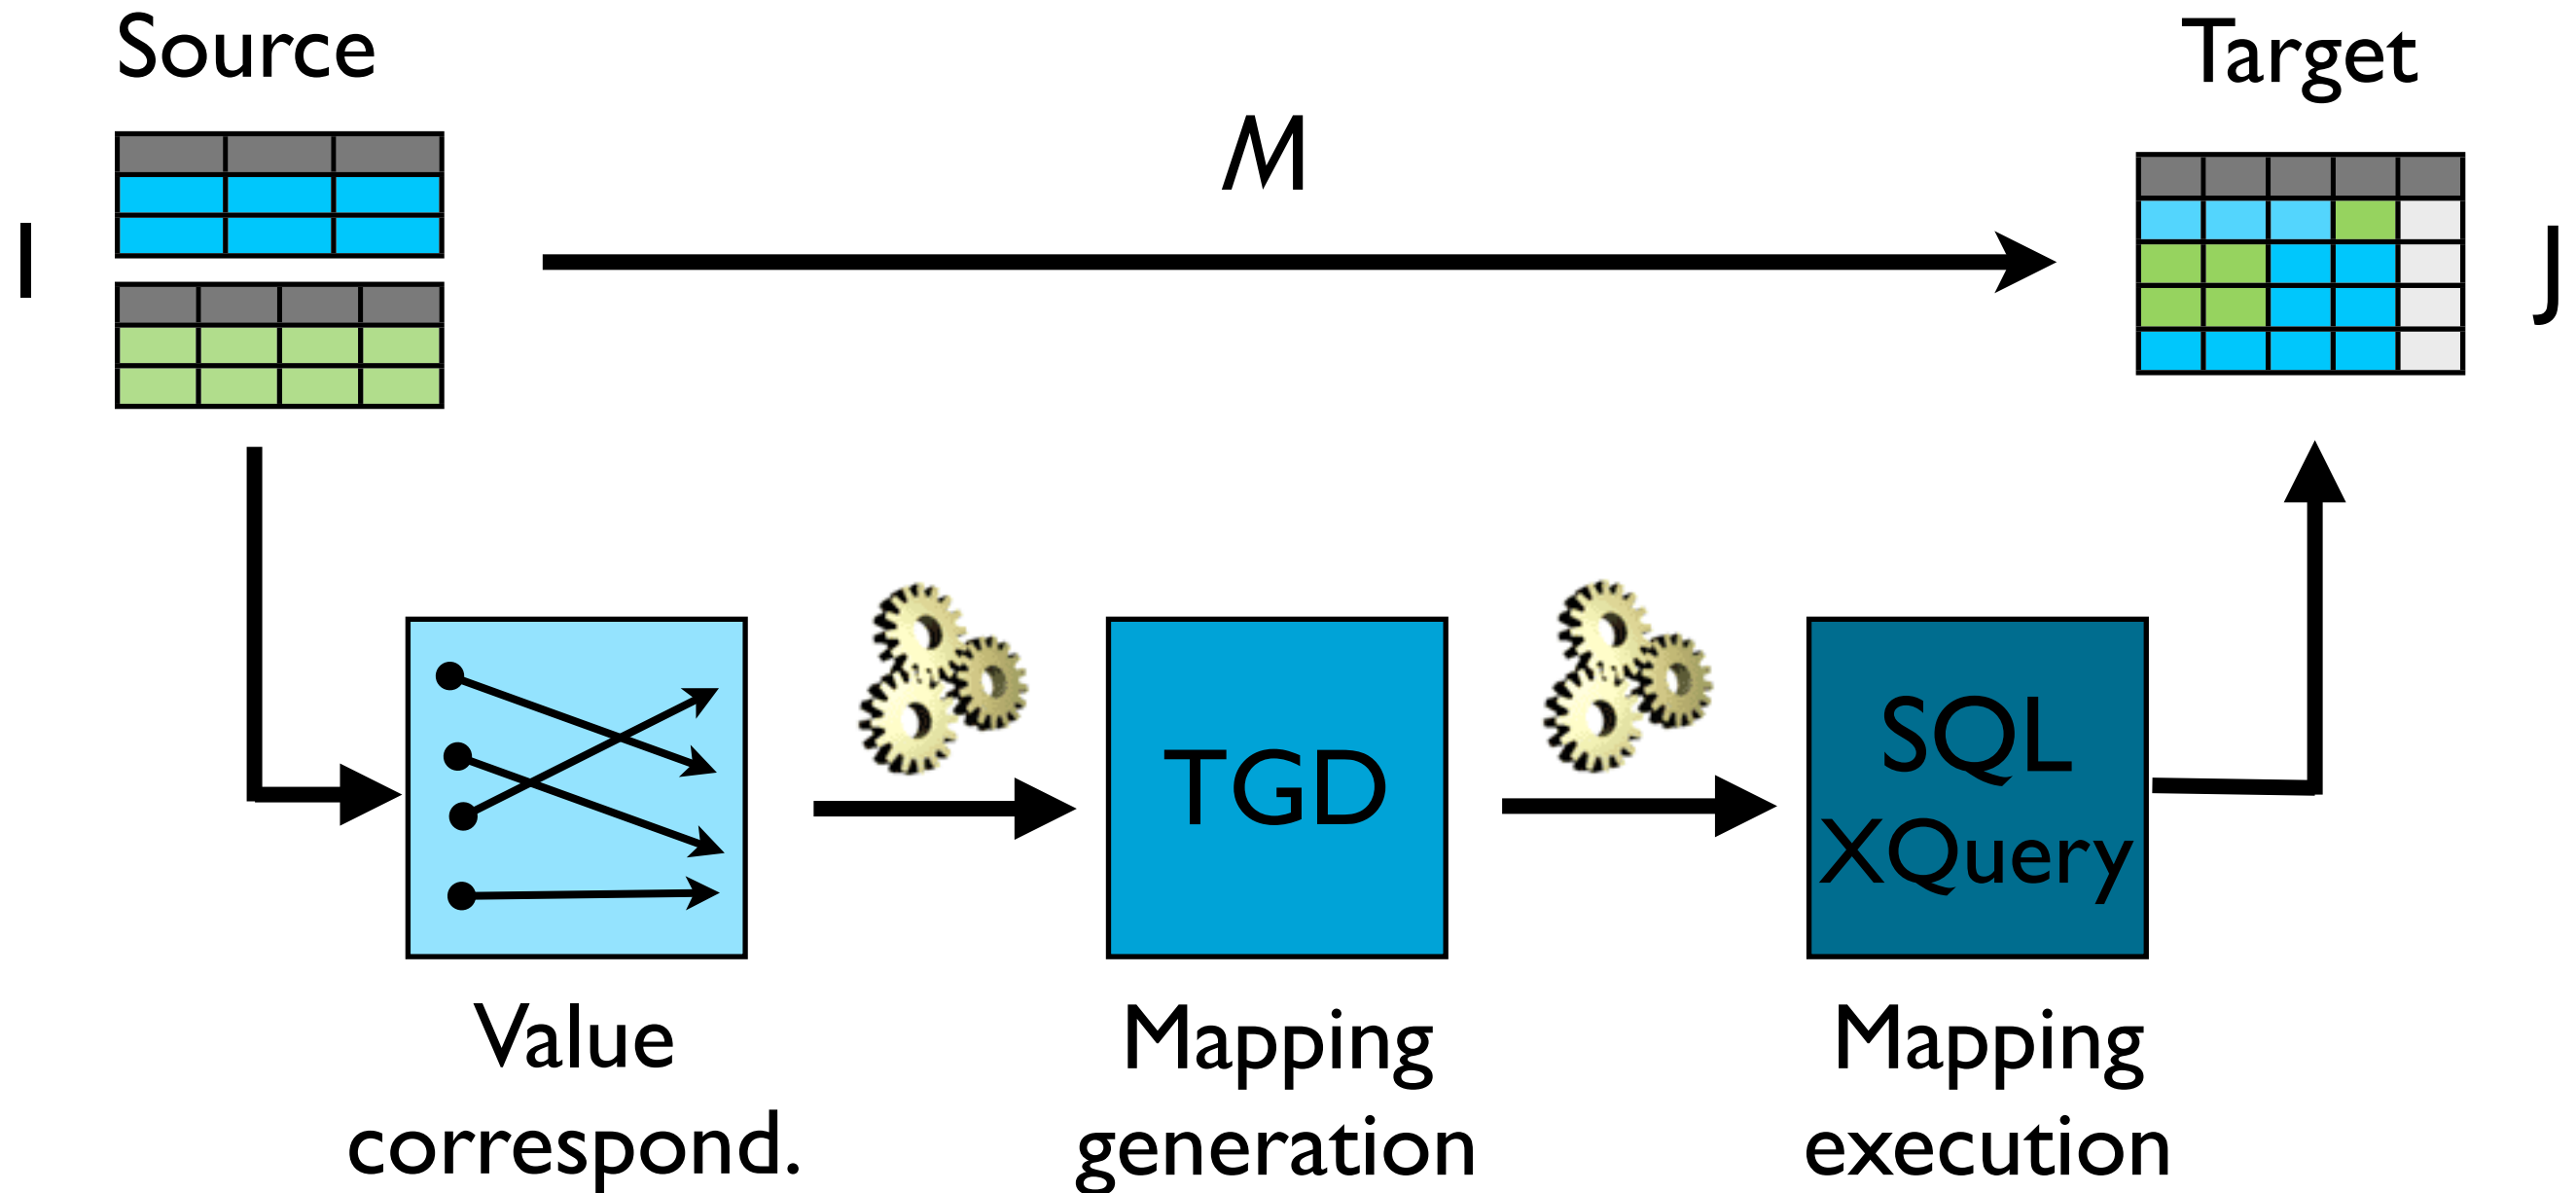 Source
Target
M
I
J
TGD
SQL
XQuery
Value
correspond.
Mapping
generation
Mapping
execution